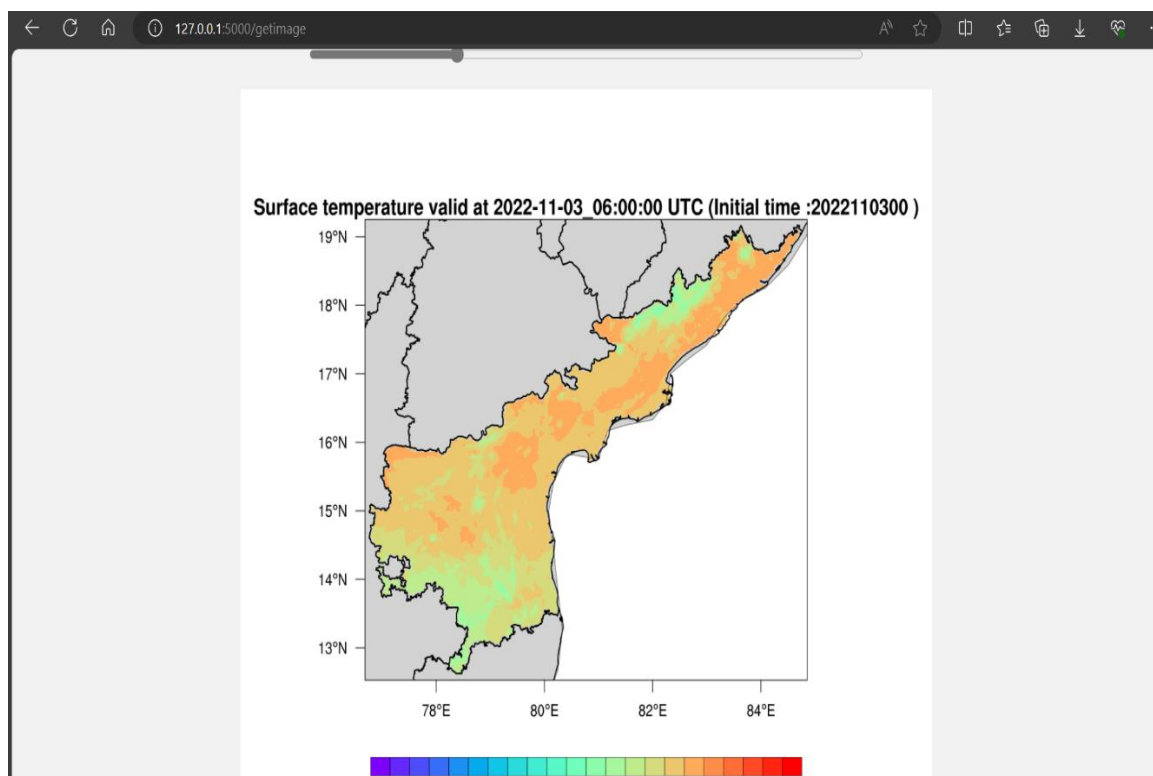 127.0.0.1:5000/getimage
Surface temperature valid at 2022-11-03_06:00:00 UTC (Initial time :2022110300 )
19°N
18°N
17°N
16°N
15°N
14°N
13°N
78°E 80°E 82°E 84°E